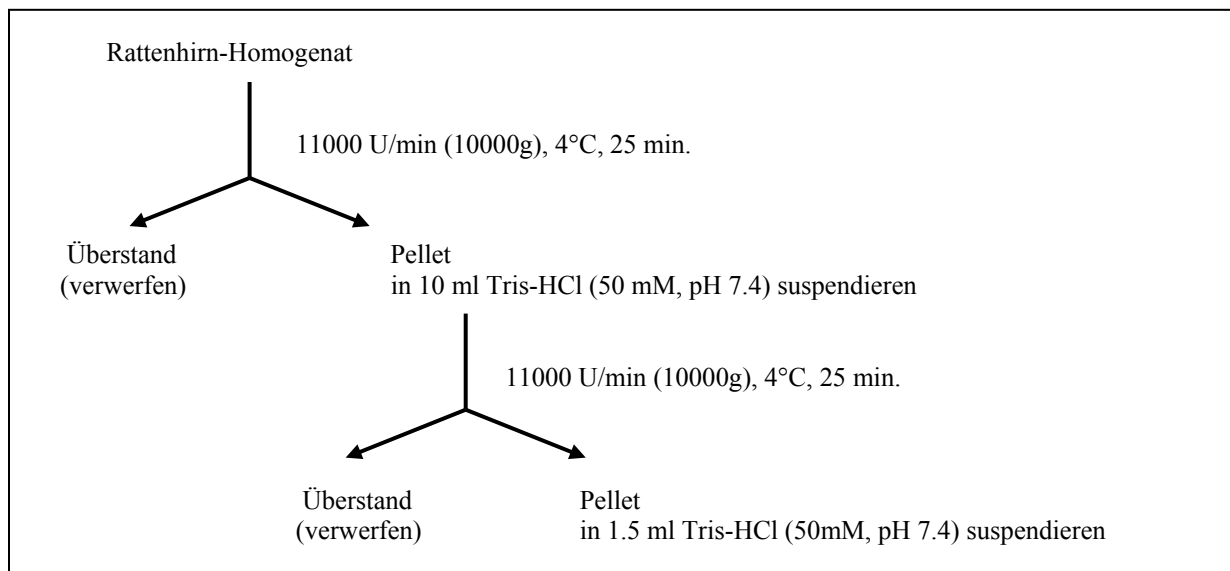 Rattenhirn-Homogenat
11000 U/min (10000g), 4°C, 25 min.
Überstand
(verwerfen)
Pellet
in 10 ml Tris-HCl (50 mM, pH 7.4) suspendieren
11000 U/min (10000g), 4°C, 25 min.
Überstand
(verwerfen)
Pellet
in 1.5 ml Tris-HCl (50mM, pH 7.4) suspendieren